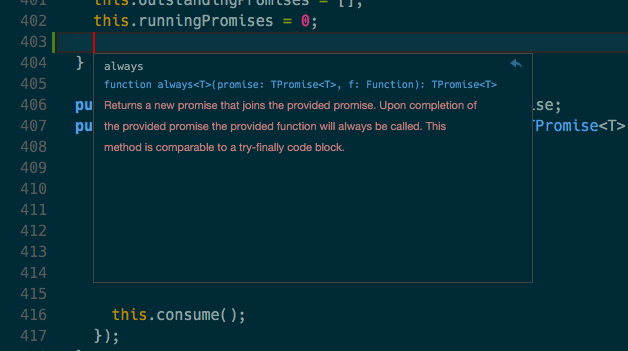 401 this.outstandingPromises = [];
402 this.runningPromises = 0;
403
404 }
always
function always<T>(promise: TPromise<T>, f: Function): TPromise<T>
Returns a new promise that joins the provided promise. Upon completion of
the provided promise the provided function will always be called. This
method is comparable to a try-finally code block.
405
406 pu ise;
407 pu TPromise<T>
408
409
410
411
412
413
414
415
416 this.consume();
417 });